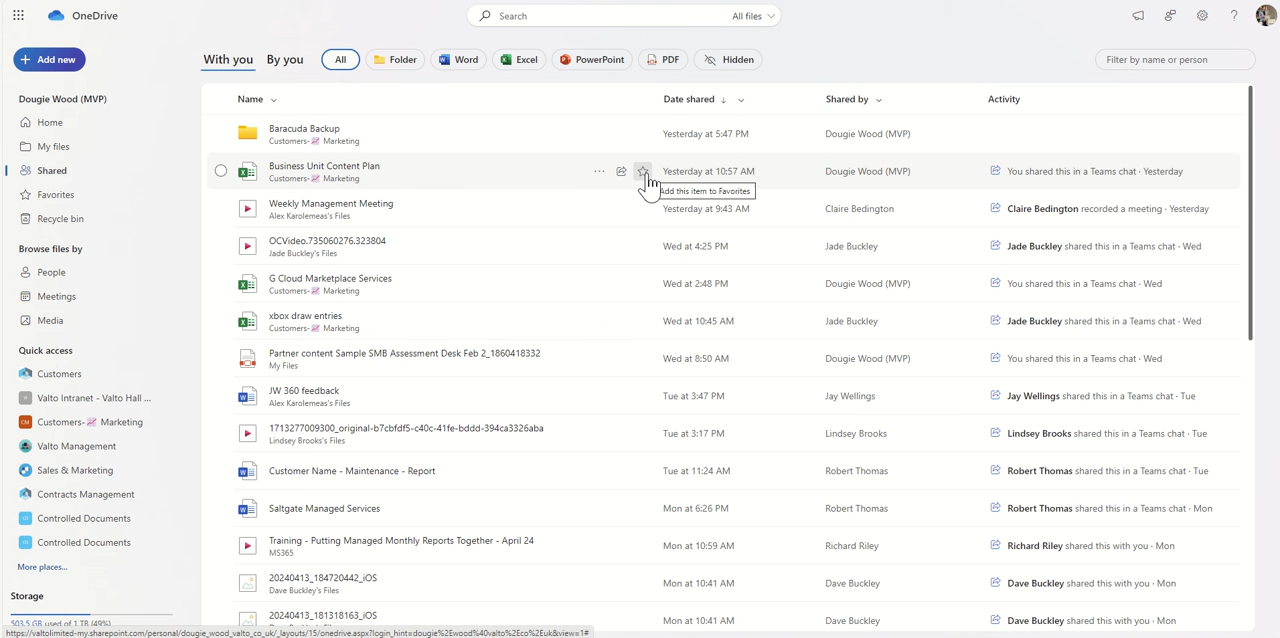 OneDrive
Search
All files
Add new
With you
By you
All
Folder
Word
Excel
PowerPoint
PDF
Hidden
Filter by name or person
Dougie Wood (MVP)
Home
My files
Shared
Favorites
Recycle bin
Browse files by
People
Meetings
Media
Quick access
Customers
Valto Intranet - Valto Hall ...
CM Customers-📈 Marketing
Valto Management
Sales & Marketing
Contracts Management
Controlled Documents
Controlled Documents
More places...
Storage
503.5 GB used of 1 TB (49%)
Name Date shared ↓ Shared by Activity
Baracuda Backup Yesterday at 5:47 PM Dougie Wood (MVP)
Customers-📈 Marketing
Business Unit Content Plan Yesterday at 10:57 AM Dougie Wood (MVP) You shared this in a Teams chat · Yesterday
Customers-📈 Marketing
Add this item to Favorites
Weekly Management Meeting Yesterday at 9:43 AM Claire Bedington Claire Bedington recorded a meeting · Yesterday
Alex Karolemeas's Files
OCVideo.735060276.323804 Wed at 4:25 PM Jade Buckley Jade Buckley shared this in a Teams chat · Wed
Jade Buckley's Files
G Cloud Marketplace Services Wed at 2:48 PM Dougie Wood (MVP) You shared this in a Teams chat · Wed
Customers-📈 Marketing
xbox draw entries Wed at 10:45 AM Jade Buckley Jade Buckley shared this in a Teams chat · Wed
Customers-📈 Marketing
Partner content Sample SMB Assessment Desk Feb 2_1860418332 Wed at 8:50 AM Dougie Wood (MVP) You shared this in a Teams chat · Wed
My Files
JW 360 feedback Tue at 3:47 PM Jay Wellings Jay Wellings shared this in a Teams chat · Tue
Alex Karolemeas's Files
1713277009300_original-b7cbfdf5-c40c-41fe-bddd-394ca3326aba Tue at 3:17 PM Lindsey Brooks Lindsey Brooks shared this in a Teams chat · Tue
Lindsey Brooks's Files
Customer Name - Maintenance - Report Tue at 11:24 AM Robert Thomas Robert Thomas shared this in a Teams chat · Tue
Saltgate Managed Services Mon at 6:26 PM Robert Thomas Robert Thomas shared this in a Teams chat · Mon
Training - Putting Managed Monthly Reports Together - April 24 Mon at 10:59 AM Richard Riley Richard Riley shared this with you · Mon
MS365
20240413_184720442_iOS Mon at 10:41 AM Dave Buckley Dave Buckley shared this with you · Mon
Dave Buckley's Files
20240413_181318163_iOS Mon at 10:41 AM Dave Buckley Dave Buckley shared this with you · Mon
https://valtolimited-my.sharepoint.com/personal/dougie_wood_valto_co_uk/_layouts/15/onedrive.aspx?login_hint=dougie%2Ewood%40valto%2Eco%2Euk&view=1#